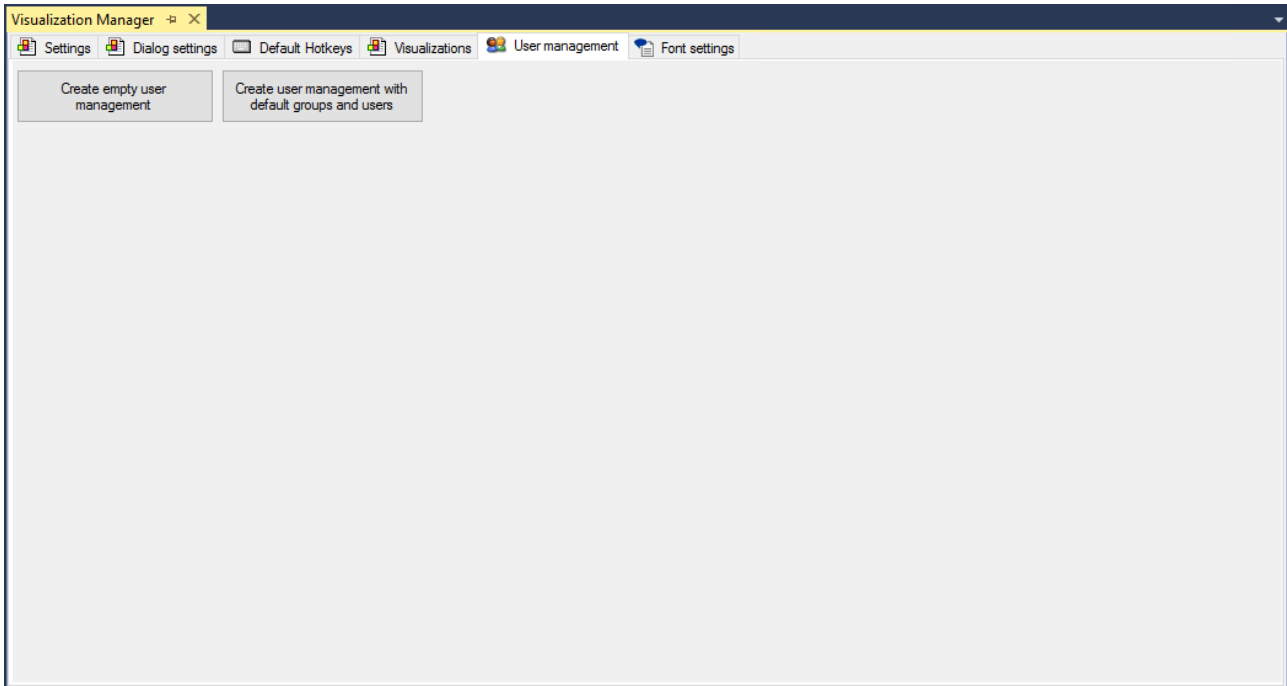 Visualization Manager
Settings Dialog settings Default Hotkeys Visualizations User management Font settings
Create empty user
management
Create user management with
default groups and users